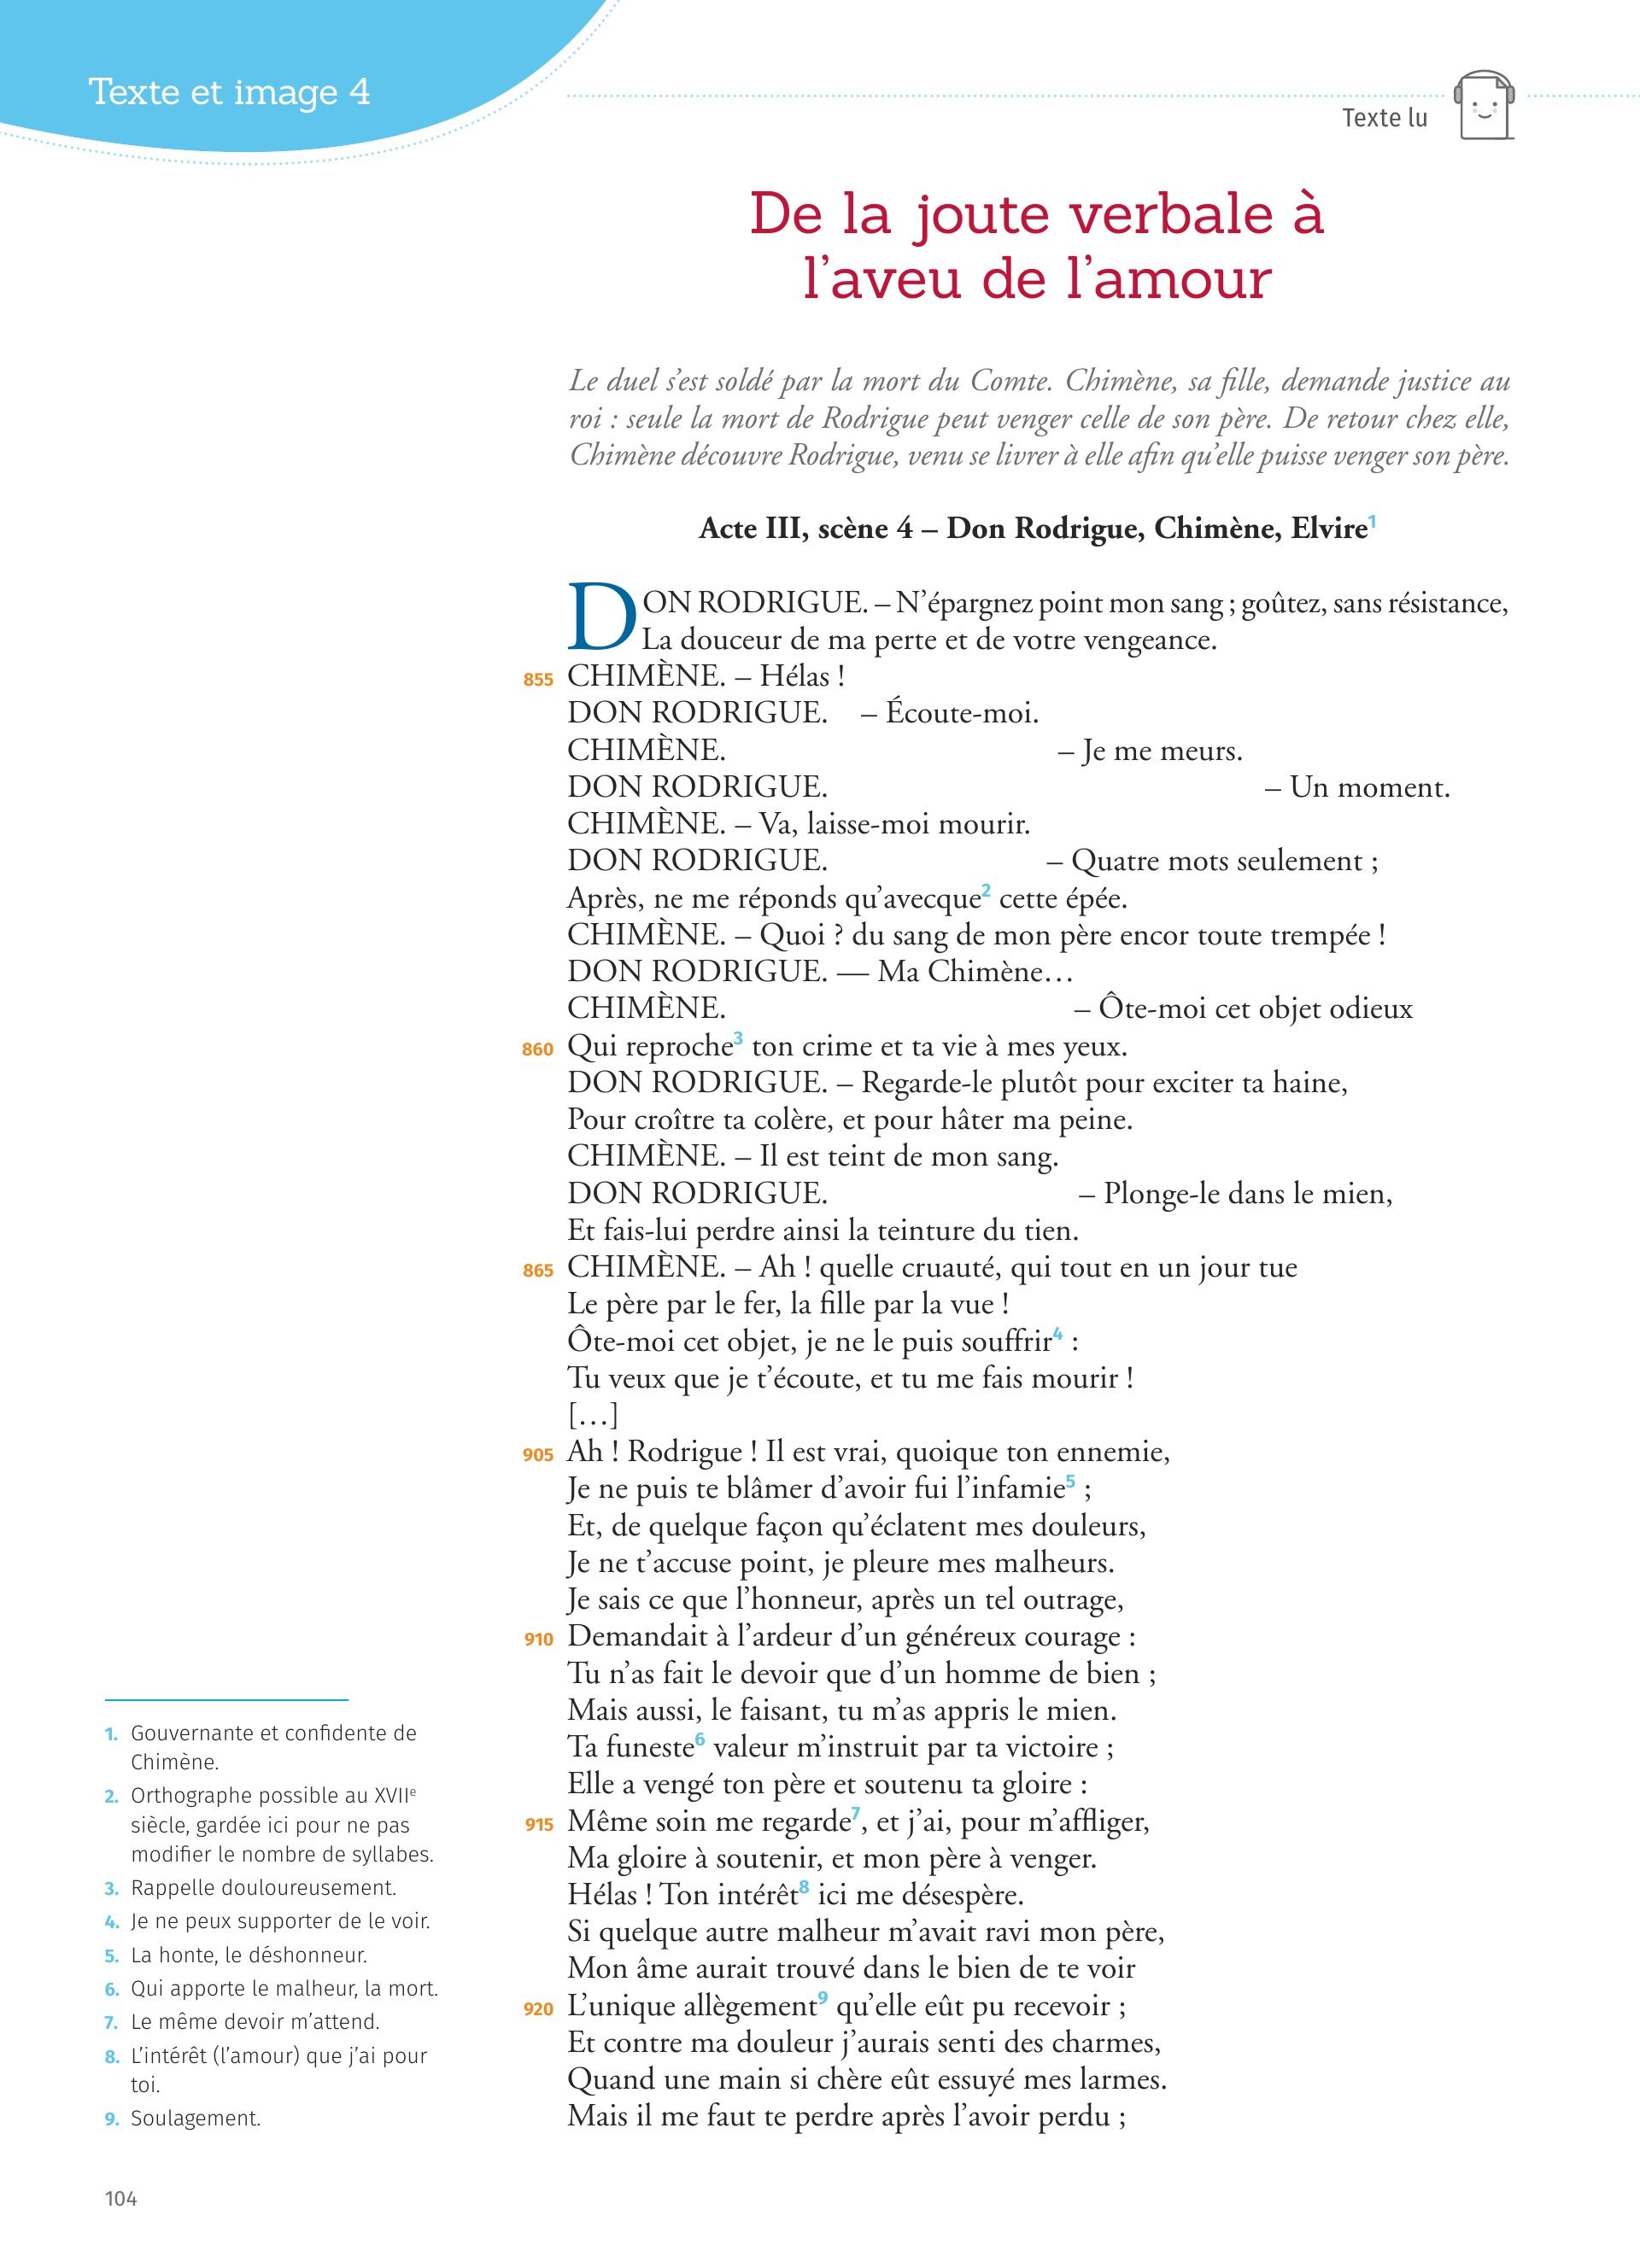 Texte et image 4
Texte lu
De la joute verbale à
l'aveu de l'amour
Le duel s'est soldé par la mort du Comte. Chimène, sa fille, demande justice au
roi : seule la mort de Rodrigue peut venger celle de son père. De retour chez elle,
Chimène découvre Rodrigue, venu se livrer à elle afin qu'elle puisse venger son père.
Acte III, scène 4 – Don Rodrigue, Chimène, Elvire1
DON RODRIGUE. – N'épargnez point mon sang ; goûtez, sans résistance,
La douceur de ma perte et de votre vengeance.
855 CHIMÈNE. – Hélas !
DON RODRIGUE. – Écoute-moi.
CHIMÈNE. – Je me meurs.
DON RODRIGUE. – Un moment.
CHIMÈNE. – Va, laisse-moi mourir.
DON RODRIGUE. – Quatre mots seulement ;
Après, ne me réponds qu'avecque2 cette épée.
CHIMÈNE. – Quoi ? du sang de mon père encor toute trempée !
DON RODRIGUE. — Ma Chimène…
CHIMÈNE. – Ôte-moi cet objet odieux
860 Qui reproche3 ton crime et ta vie à mes yeux.
DON RODRIGUE. – Regarde-le plutôt pour exciter ta haine,
Pour croître ta colère, et pour hâter ma peine.
CHIMÈNE. – Il est teint de mon sang.
DON RODRIGUE. – Plonge-le dans le mien,
Et fais-lui perdre ainsi la teinture du tien.
865 CHIMÈNE. – Ah ! quelle cruauté, qui tout en un jour tue
Le père par le fer, la fille par la vue !
Ôte-moi cet objet, je ne le puis souffrir4 :
Tu veux que je t'écoute, et tu me fais mourir !
[…]
905 Ah ! Rodrigue ! Il est vrai, quoique ton ennemie,
Je ne puis te blâmer d'avoir fui l'infamie5 ;
Et, de quelque façon qu'éclatent mes douleurs,
Je ne t'accuse point, je pleure mes malheurs.
Je sais ce que l'honneur, après un tel outrage,
910 Demandait à l'ardeur d'un généreux courage :
Tu n'as fait le devoir que d'un homme de bien ;
Mais aussi, le faisant, tu m'as appris le mien.
Ta funeste6 valeur m'instruit par ta victoire ;
Elle a vengé ton père et soutenu ta gloire :
915 Même soin me regarde7, et j'ai, pour m'affliger,
Ma gloire à soutenir, et mon père à venger.
Hélas ! Ton intérêt8 ici me désespère.
Si quelque autre malheur m'avait ravi mon père,
Mon âme aurait trouvé dans le bien de te voir
920 L'unique allègement9 qu'elle eût pu recevoir ;
Et contre ma douleur j'aurais senti des charmes,
Quand une main si chère eût essuyé mes larmes.
Mais il me faut te perdre après l'avoir perdu ;
1. Gouvernante et confidente de
Chimène.
2. Orthographe possible au XVIIe
siècle, gardée ici pour ne pas
modifier le nombre de syllabes.
3. Rappelle douloureusement.
4. Je ne peux supporter de le voir.
5. La honte, le déshonneur.
6. Qui apporte le malheur, la mort.
7. Le même devoir m'attend.
8. L'intérêt (l'amour) que j'ai pour
toi.
9. Soulagement.
104